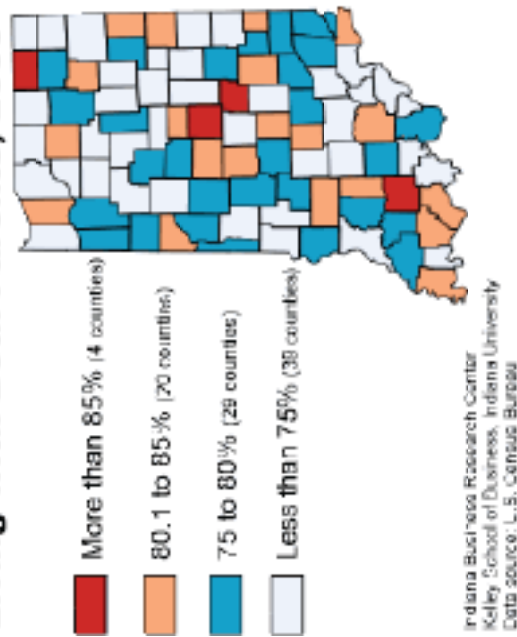 More than 85% (4 counties)
80.1 to 85% (20 counties)
75 to 80% (29 counties)
Less than 75% (39 counties)
Indiana Business Research Center
Kelley School of Business, Indiana University
Data source: U.S. Census Bureau